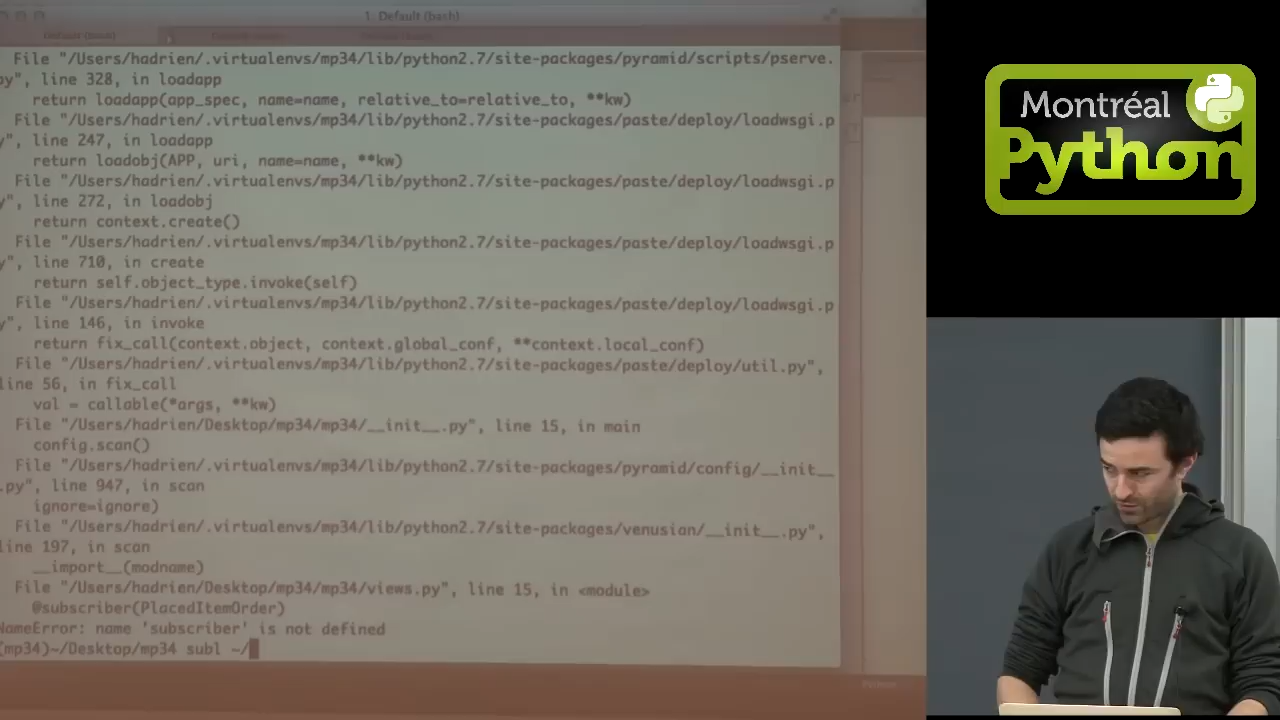 1. Default (bash)
Default (bash)
File "/Users/hadrien/.virtualenvs/mp34/lib/python2.7/site-packages/pyramid/scripts/pserve.
py", line 328, in loadapp
return loadapp(app_spec, name=name, relative_to=relative_to, **kw)
File "/Users/hadrien/.virtualenvs/mp34/lib/python2.7/site-packages/paste/deploy/loadwsgi.p
y", line 247, in loadapp
return loadobj(APP, uri, name=name, **kw)
File "/Users/hadrien/.virtualenvs/mp34/lib/python2.7/site-packages/paste/deploy/loadwsgi.p
y", line 272, in loadobj
return context.create()
File "/Users/hadrien/.virtualenvs/mp34/lib/python2.7/site-packages/paste/deploy/loadwsgi.p
y", line 710, in create
return self.object_type.invoke(self)
File "/Users/hadrien/.virtualenvs/mp34/lib/python2.7/site-packages/paste/deploy/loadwsgi.p
y", line 146, in invoke
return fix_call(context.object, context.global_conf, **context.local_conf)
File "/Users/hadrien/.virtualenvs/mp34/lib/python2.7/site-packages/paste/deploy/util.py",
line 56, in fix_call
val = callable(*args, **kw)
File "/Users/hadrien/Desktop/mp34/mp34/__init__.py", line 15, in main
config.scan()
File "/Users/hadrien/.virtualenvs/mp34/lib/python2.7/site-packages/pyramid/config/__init__
.py", line 947, in scan
ignore=ignore)
File "/Users/hadrien/.virtualenvs/mp34/lib/python2.7/site-packages/venusian/__init__.py",
line 197, in scan
__import__(modname)
File "/Users/hadrien/Desktop/mp34/mp34/views.py", line 15, in <module>
@subscriber(PlacedItemOrder)
NameError: name 'subscriber' is not defined
(mp34)~/Desktop/mp34 subl ~/
Python
Montréal
Python